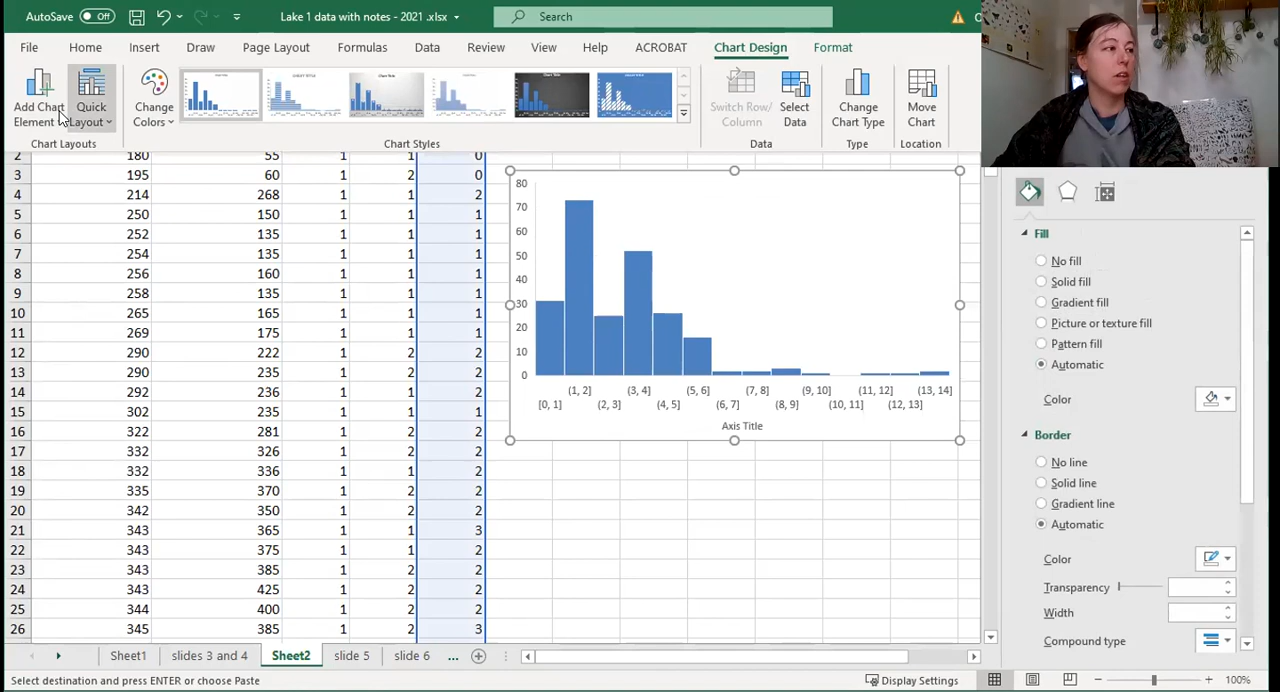 AutoSave Off Lake 1 data with notes - 2021 .xlsx Search
File Home Insert Draw Page Layout Formulas Data Review View Help ACROBAT Chart Design Format
Add Chart Element
Quick Layout
Change Colors
Switch Row/ Column
Select Data
Change Chart Type
Move Chart
Chart Layouts Chart Styles Data Type Location
2 180 55 1 1 0
3 195 60 1 2 0
4 214 268 1 1 2
5 250 150 1 1 1
6 252 135 1 1 1
7 254 135 1 1 1
8 256 160 1 1 1
9 258 135 1 1 1
10 265 165 1 1 1
11 269 175 1 1 1
12 290 222 1 2 2
13 290 235 1 2 2
14 292 236 1 2 2
15 302 235 1 1 1
16 322 281 1 2 2
17 332 326 1 2 2
18 332 336 1 1 2
19 335 370 1 2 2
20 342 350 1 2 2
21 343 365 1 1 3
22 343 375 1 1 2
23 343 385 1 2 2
24 343 425 1 1 2
25 344 400 1 2 2
26 345 385 1 2 3
80
70
60
50
40
30
20
10
0
(1, 2] (3, 4] (5, 6] (7, 8] (9, 10] (11, 12] (13, 14]
[0, 1] (2, 3] (4, 5] (6, 7] (8, 9] (10, 11] (12, 13]
Axis Title
Fill
No fill
Solid fill
Gradient fill
Picture or texture fill
Pattern fill
Automatic
Color
Border
No line
Solid line
Gradient line
Automatic
Color
Transparency
Width
Compound type
Sheet1 slides 3 and 4 Sheet2 slide 5 slide 6 ...
Select destination and press ENTER or choose Paste Display Settings 100%